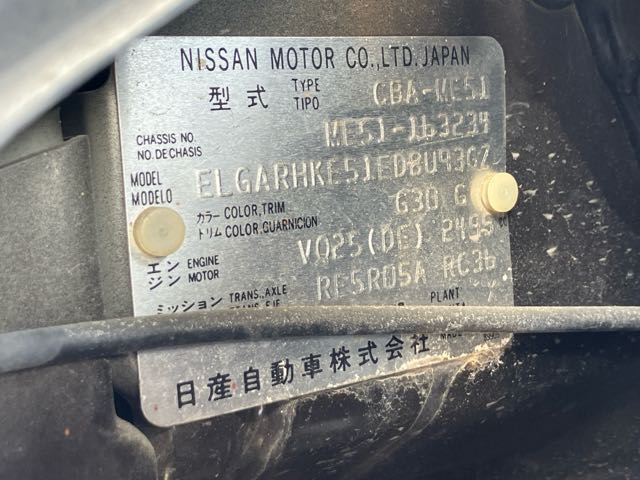 NISSAN MOTOR CO.,LTD.JAPAN
型式 TYPE TIPO CBA-ME51
CHASSIS NO. NO.DE CHASIS ME51-163239
MODEL MODELO ELGARHKE51ED8U93GZ
カラー COLOR,TRIM
トリム COLOR,GUARNICION G30 G
エンジン ENGINE MOTOR VQ25(DE) 2495
ミッション TRANS.,AXLE RE5R05A RC36
PLANT
日産自動車株式会社